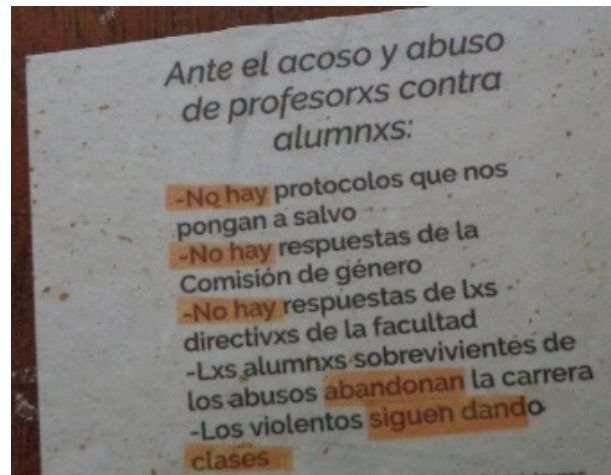 Ante el acoso y abuso
de profesorxs contra
alumnxs:
-No hay protocolos que nos
pongan a salvo
-No hay respuestas de la
Comisión de género
-No hay respuestas de lxs
directivxs de la facultad
-Lxs alumnxs sobrevivientes de
los abusos abandonan la carrera
-Los violentos siguen dando
clases